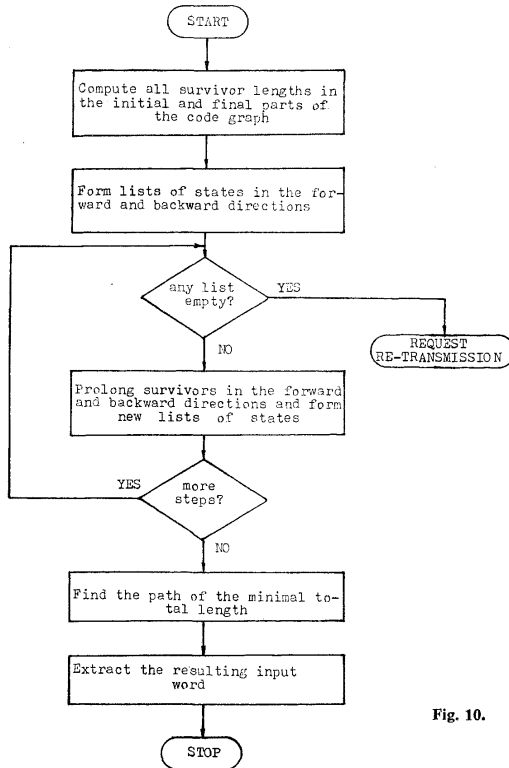 START
Compute all survivor lengths in
the initial and final parts of
the code graph
Form lists of states in the for-
ward and backward directions
any list
empty?
YES
REQUEST
RE-TRANSMISSION
NO
Prolong survivors in the forward
and backward directions and form
new lists of states
YES
more
steps?
NO
Find the path of the minimal to-
tal length
Extract the resulting input
word
Fig. 10.
STOP